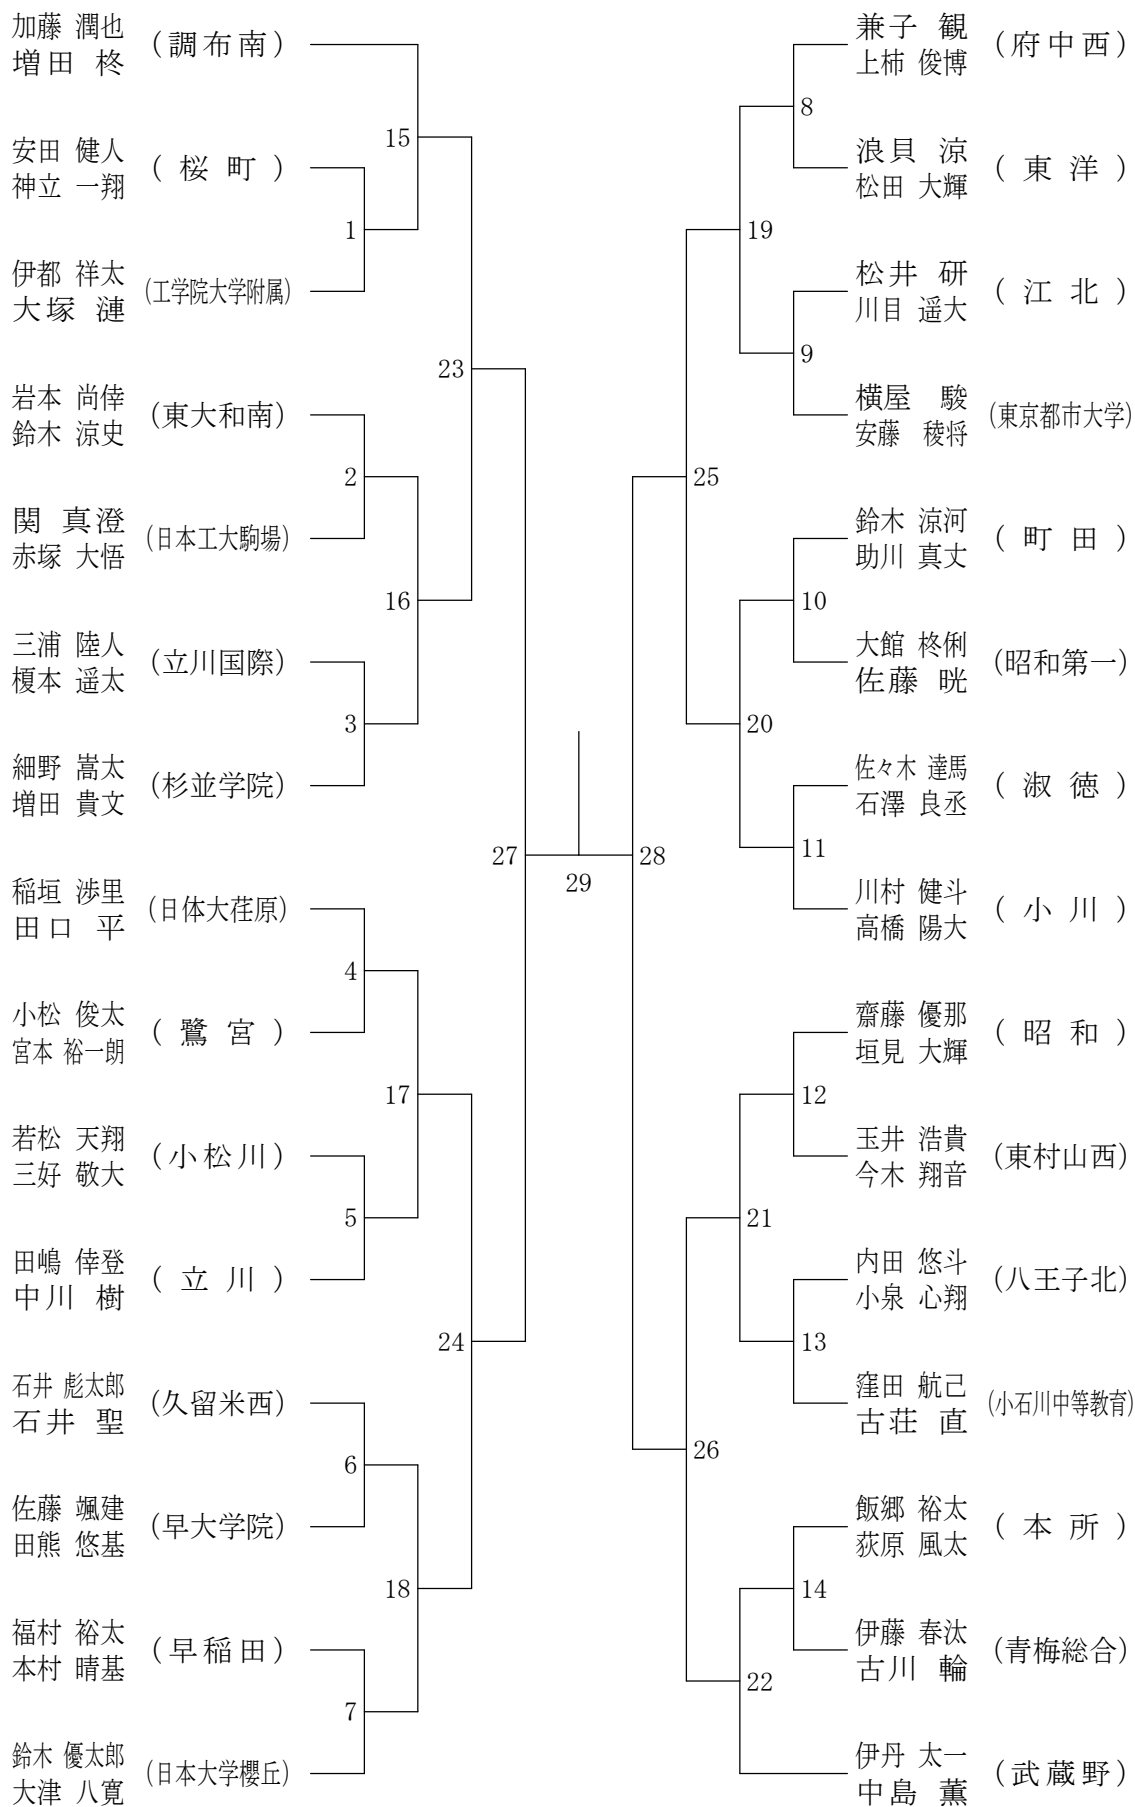 加藤 潤也
増田 柊
(調布南)
15
安田 健人
神立 一翔
(桜町)
1
伊都 祥太
大塚 漣
(工学院大学附属)
23
岩本 尚倖
鈴木 涼史
(東大和南)
2
関 真澄
赤塚 大悟
(日本工大駒場)
16
三浦 陸人
榎本 遥太
(立川国際)
3
細野 嵩太
増田 貴文
(杉並学院)
27
稲垣 渉里
田口 平
(日体大荏原)
4
小松 俊太
宮本 裕一朗
(鷺宮)
17
若松 天翔
三好 敬大
(小松川)
5
田嶋 倖登
中川 樹
(立川)
24
石井 彪太郎
石井 聖
(久留米西)
6
佐藤 颯建
田熊 悠基
(早大学院)
18
福村 裕太
本村 晴基
(早稲田)
7
鈴木 優太郎
大津 八寛
(日本大学櫻丘)
29
兼子 観
上柿 俊博
(府中西)
8
浪貝 涼
松田 大輝
(東洋)
19
松井 研
川目 遥大
(江北)
9
横屋 駿
安藤 稜将
(東京都市大学)
25
鈴木 涼河
助川 真丈
(町田)
10
大館 柊俐
佐藤 晄
(昭和第一)
20
佐々木 達馬
石澤 良丞
(淑徳)
11
28
川村 健斗
高橋 陽大
(小川)
齋藤 優那
垣見 大輝
(昭和)
12
玉井 浩貴
今木 翔音
(東村山西)
21
内田 悠斗
小泉 心翔
(八王子北)
13
窪田 航己
古荘 直
(小石川中等教育)
26
飯郷 裕太
荻原 風太
(本所)
14
伊藤 春汰
古川 輪
(青梅総合)
22
伊丹 太一
中島 薫
(武蔵野)